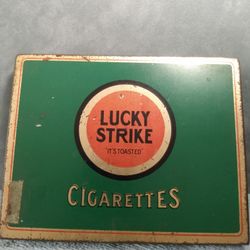 LUCKY
STRIKE
"IT'S TOASTED"
CIGARETTES